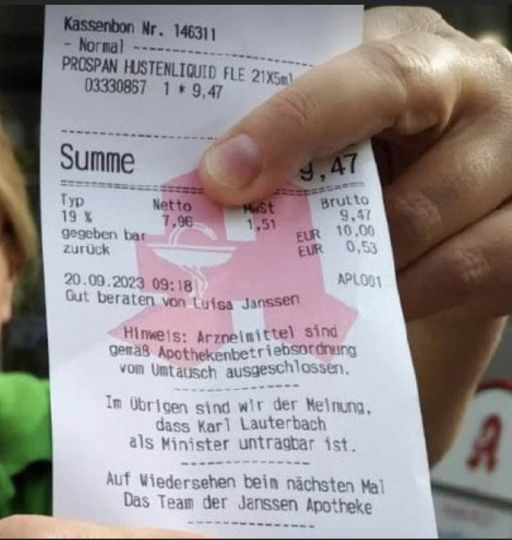 Kassenbon Nr. 146311
- Normal --------------------
PROSPAN HUSTENLIQUID FLE 21X5ml
03330867 1 * 9,47
--------------------
Summe 9,47
Typ Netto MwSt Brutto
19 % 7,96 1,51 9,47
gegeben bar EUR 10,00
zurück EUR 0,53
20.09.2023 09:18 APL001
Gut beraten von Luisa Janssen
Hinweis: Arzneimittel sind
gemäß Apothekenbetriebsordnung
vom Umtausch ausgeschlossen.
--------------------
Im Übrigen sind wir der Meinung,
dass Karl Lauterbach
als Minister untragbar ist.
--------------------
Auf Wiedersehen beim nächsten Mal
Das Team der Janssen Apotheke
--------------------